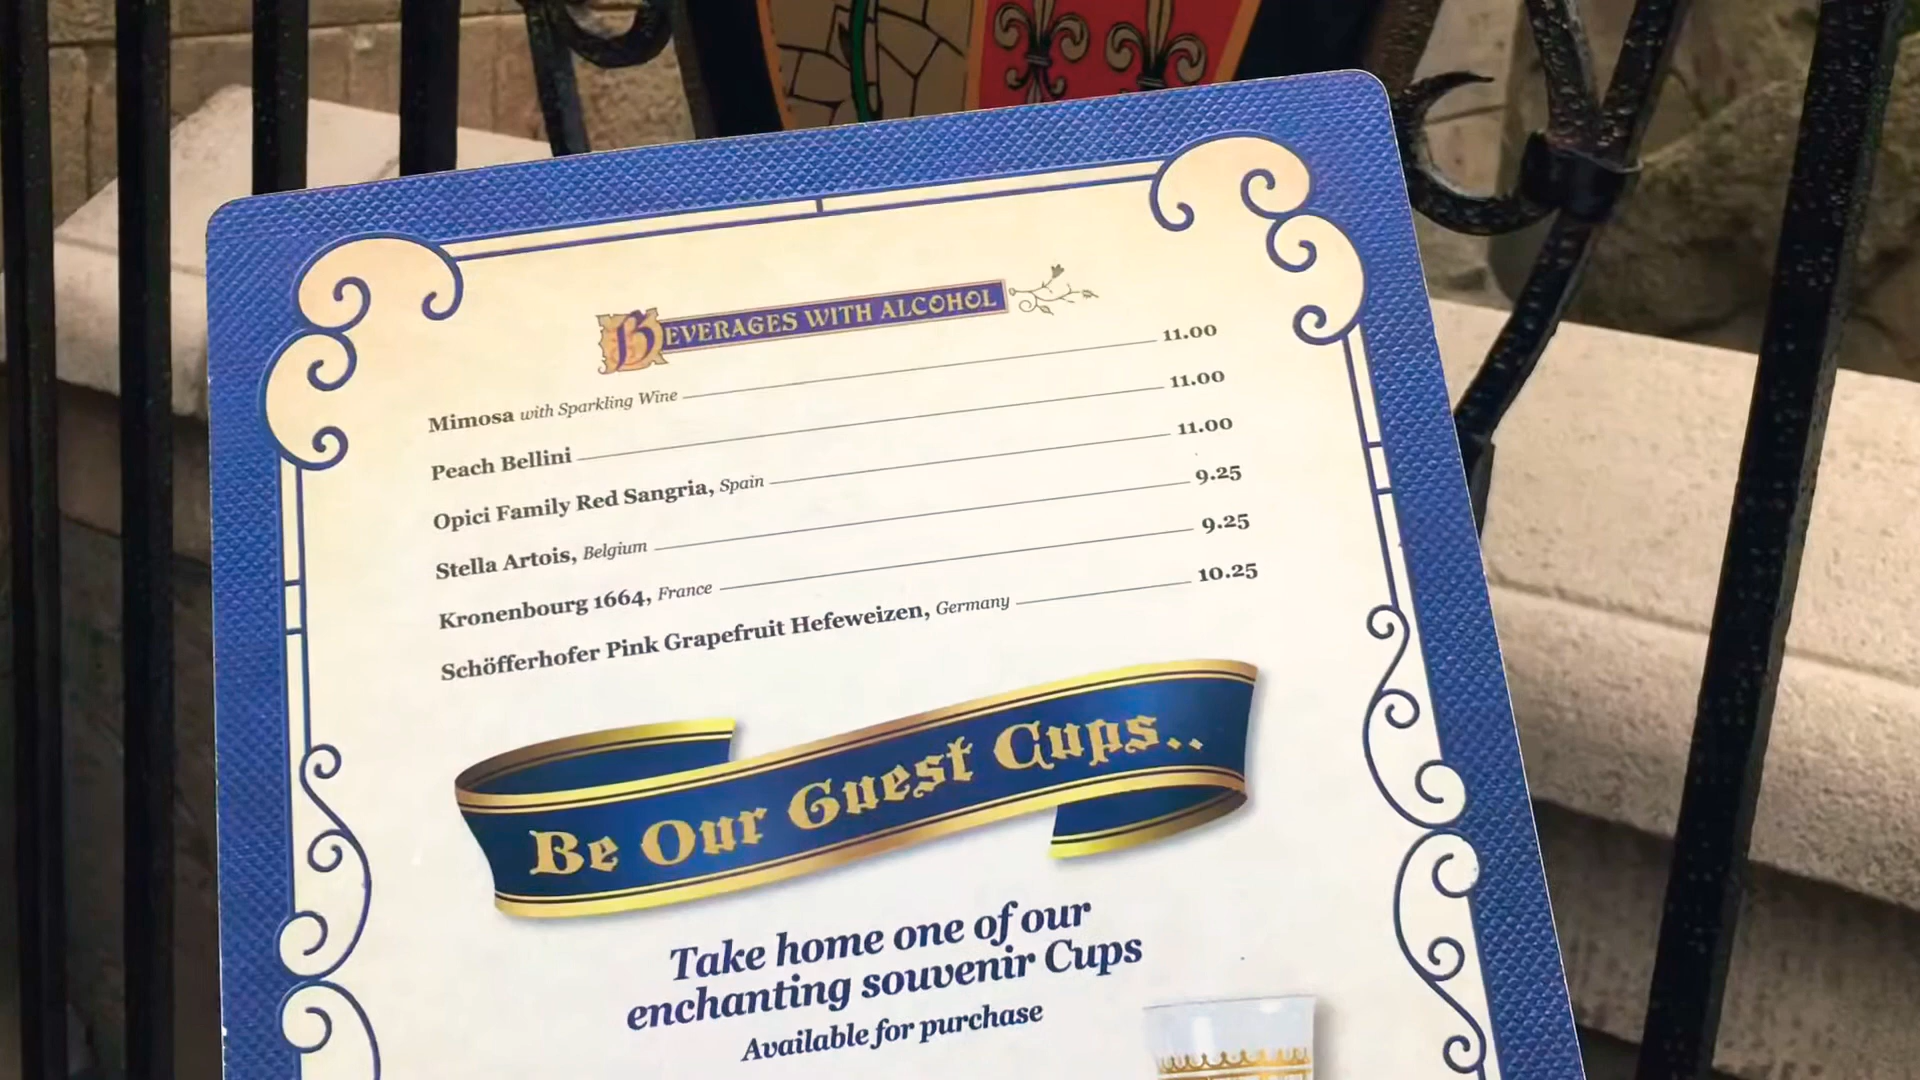 BEVERAGES WITH ALCOHOL
Mimosa with Sparkling Wine 11.00
Peach Bellini 11.00
Opici Family Red Sangria, Spain 11.00
Stella Artois, Belgium 9.25
Kronenbourg 1664, France 9.25
Schöfferhofer Pink Grapefruit Hefeweizen, Germany 10.25
Be Our Guest Cups..
Take home one of our
enchanting souvenir Cups
Available for purchase